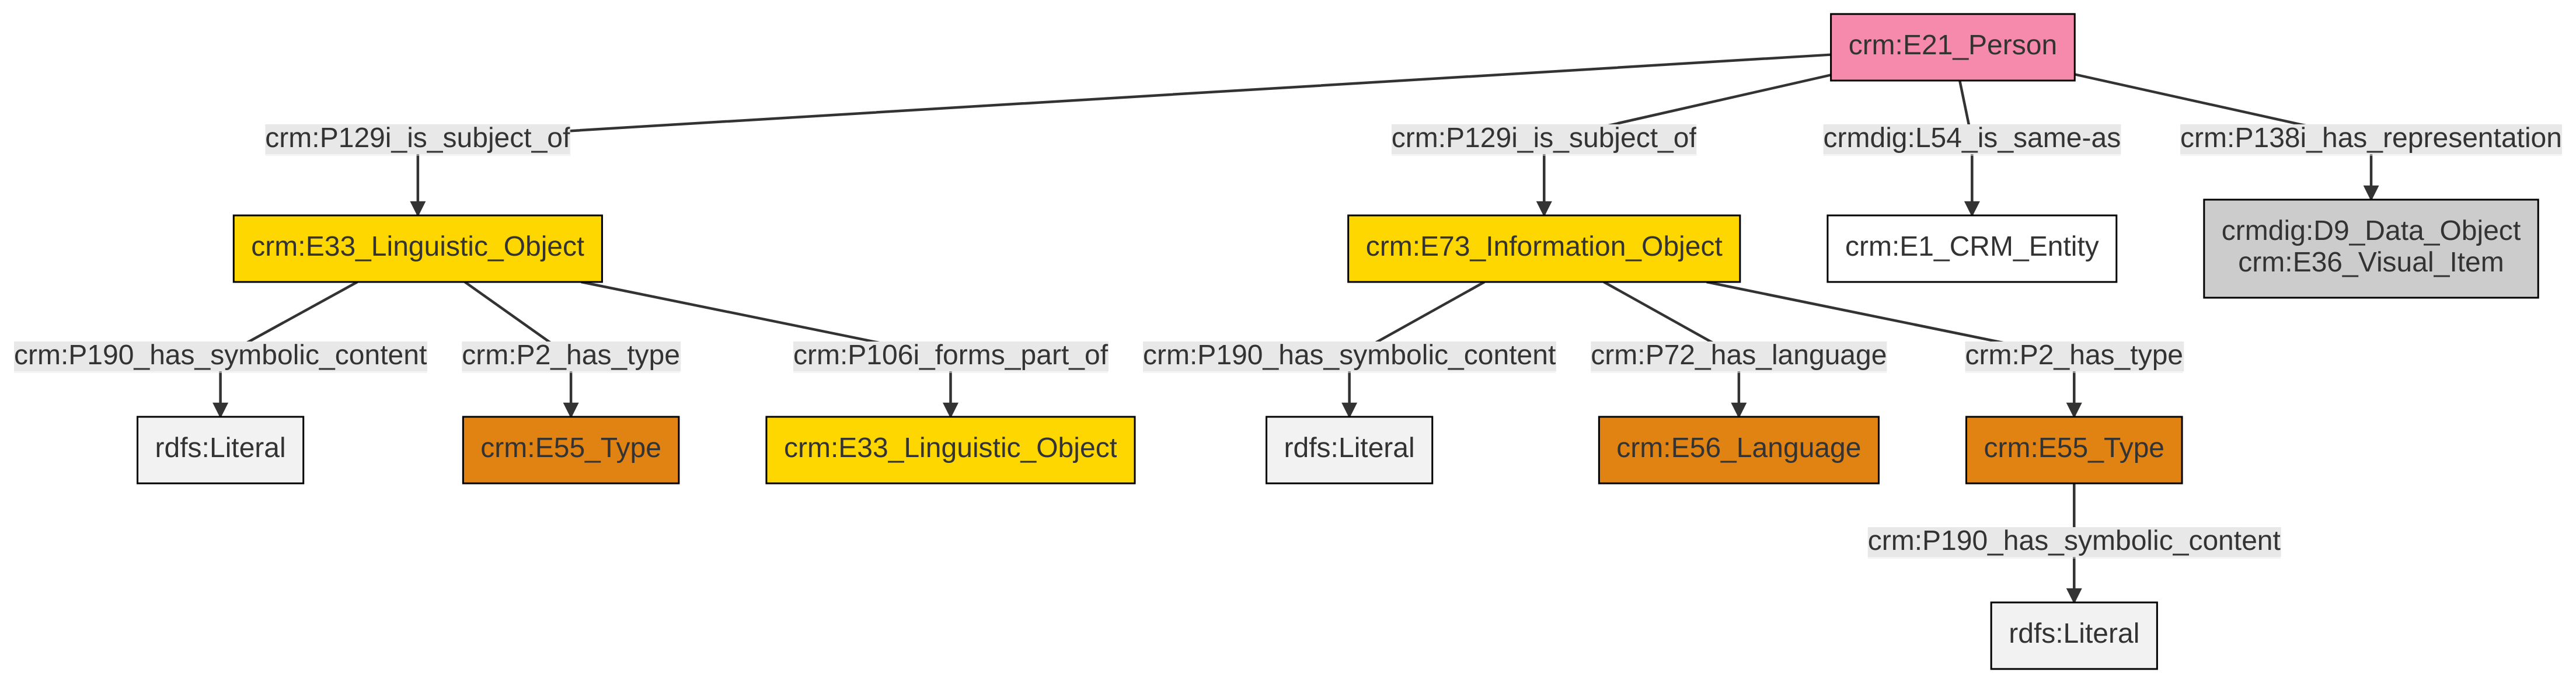 crm:E21_Person
crm:P129i_is_subject_of
crm:P129i_is_subject_of
crmdig:L54_is_same-as
crm:P138i_has_representation
crm:E33_Linguistic_Object
crm:E73_Information_Object
crm:E1_CRM_Entity
crmdig:D9_Data_Object
crm:E36_Visual_Item
crm:P190_has_symbolic_content
crm:P2_has_type
crm:P106i_forms_part_of
crm:P190_has_symbolic_content
crm:P72_has_language
crm:P2_has_type
rdfs:Literal
crm:E55_Type
crm:E33_Linguistic_Object
rdfs:Literal
crm:E56_Language
crm:E55_Type
crm:P190_has_symbolic_content
rdfs:Literal